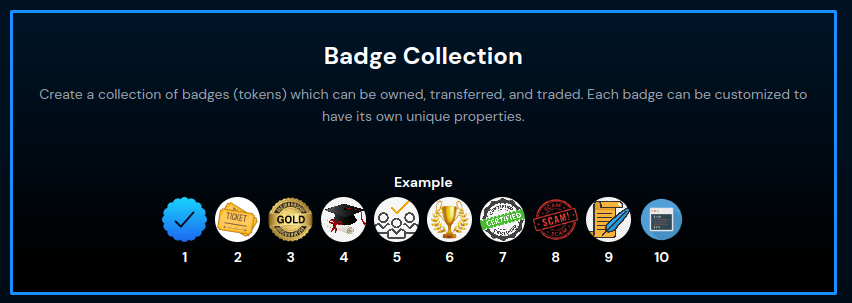 Badge Collection
Create a collection of badges (tokens) which can be owned, transferred, and traded. Each badge can be customized to
have its own unique properties.
Example
TICKET
GOLD
CERTIFIED
SCAM!
1 2 3 4 5 6 7 8 9 10